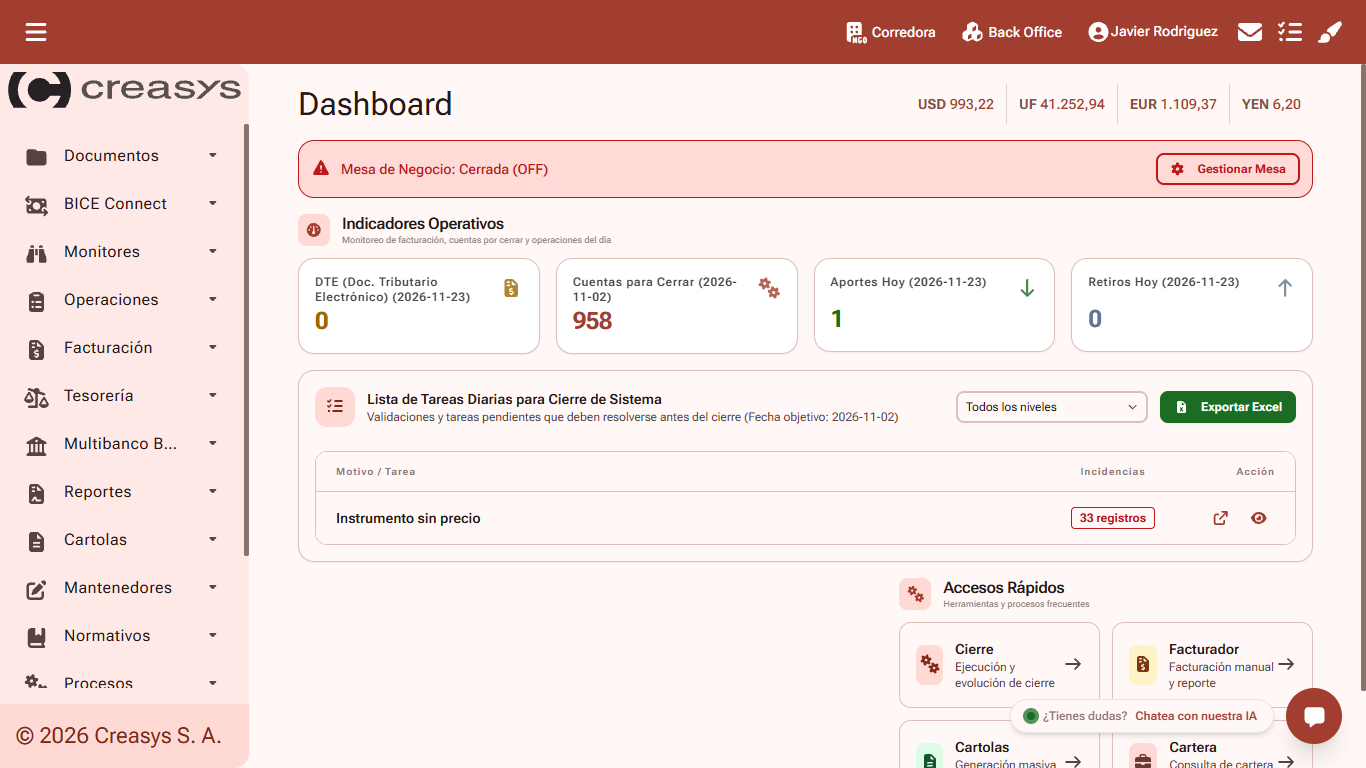 Corredora
NGO
Back Office
Javier Rodriguez
creasys
Documentos
BICE Connect
Monitores
Operaciones
Facturación
Tesorería
Multibanco B...
Reportes
Cartolas
Mantenedores
Normativos
Procesos
© 2026 Creasys S. A.
Dashboard
USD 993,22
UF 41.252,94
EUR 1.109,37
YEN 6,20
Mesa de Negocio: Cerrada (OFF)
Gestionar Mesa
Indicadores Operativos
Monitoreo de facturación, cuentas por cerrar y operaciones del día
DTE (Doc. Tributario
Electrónico) (2026-11-23)
0
Cuentas para Cerrar (2026-
11-02)
958
Aportes Hoy (2026-11-23)
1
Retiros Hoy (2026-11-23)
0
Lista de Tareas Diarias para Cierre de Sistema
Validaciones y tareas pendientes que deben resolverse antes del cierre (Fecha objetivo: 2026-11-02)
Todos los niveles
Exportar Excel
Motivo / Tarea
Incidencias
Acción
Instrumento sin precio
33 registros
Accesos Rápidos
Herramientas y procesos frecuentes
Cierre
Ejecución y
evolución de cierre
Facturador
Facturación manual
y reporte
¿Tienes dudas? Chatea con nuestra IA
Cartolas
Generación masiva
Cartera
Consulta de cartera